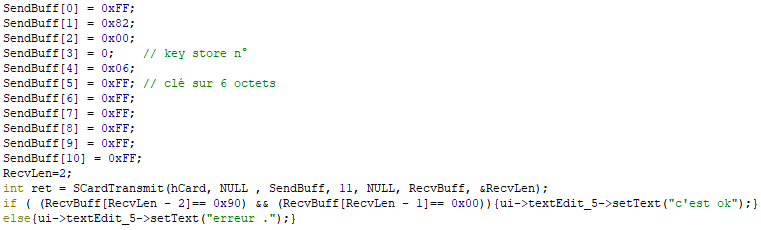 SendBuff[0] = 0xFF;
SendBuff[1] = 0x82;
SendBuff[2] = 0x00;
SendBuff[3] = 0;    // key store n°
SendBuff[4] = 0x06;
SendBuff[5] = 0xFF; // clé sur 6 octets
SendBuff[6] = 0xFF;
SendBuff[7] = 0xFF;
SendBuff[8] = 0xFF;
SendBuff[9] = 0xFF;
SendBuff[10] = 0xFF;
RecvLen=2;
int ret = SCardTransmit(hCard, NULL , SendBuff, 11, NULL, RecvBuff, &RecvLen);
if ( (RecvBuff[RecvLen - 2]== 0x90) && (RecvBuff[RecvLen - 1]== 0x00)){ui->textEdit_5->setText("c'est ok");}
else{ui->textEdit_5->setText("erreur .");}